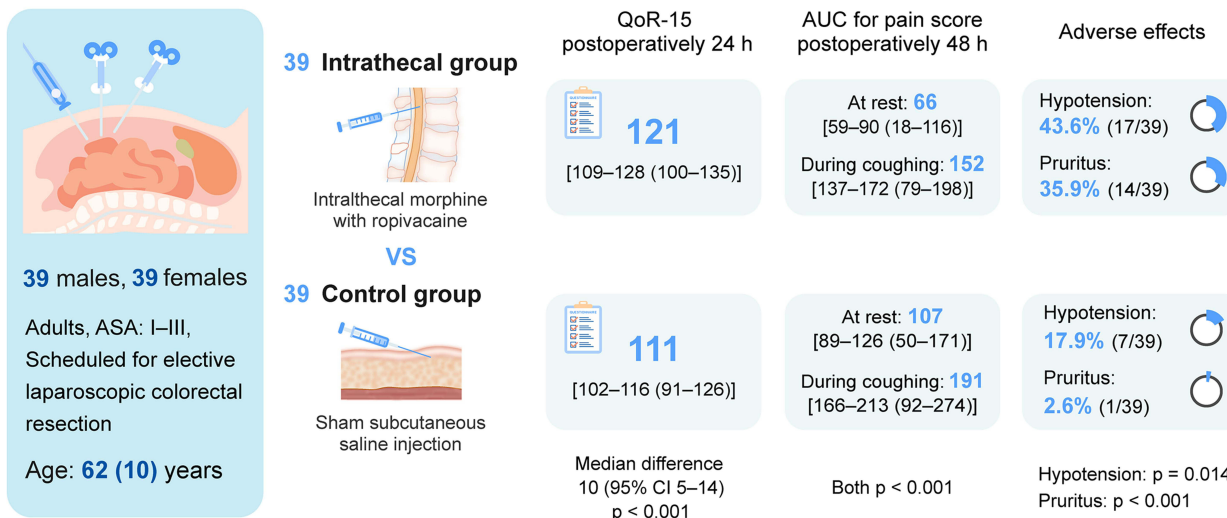 39 males, 39 females
Adults, ASA: I–III,
Scheduled for elective
laparoscopic colorectal
resection
Age: 62 (10) years
39 Intrathecal group
Intralthecal morphine
with ropivacaine
VS
39 Control group
Sham subcutaneous
saline injection
QoR-15
postoperatively 24 h
QUESTIONNAIRE
121
[109–128 (100–135)]
QUESTIONNAIRE
111
[102–116 (91–126)]
Median difference
10 (95% CI 5–14)
p < 0.001
AUC for pain score
postoperatively 48 h
At rest: 66
[59–90 (18–116)]
During coughing: 152
[137–172 (79–198)]
At rest: 107
[89–126 (50–171)]
During coughing: 191
[166–213 (92–274)]
Both p < 0.001
Adverse effects
Hypotension:
43.6% (17/39)
Pruritus:
35.9% (14/39)
Hypotension:
17.9% (7/39)
Pruritus:
2.6% (1/39)
Hypotension: p = 0.014
Pruritus: p < 0.001